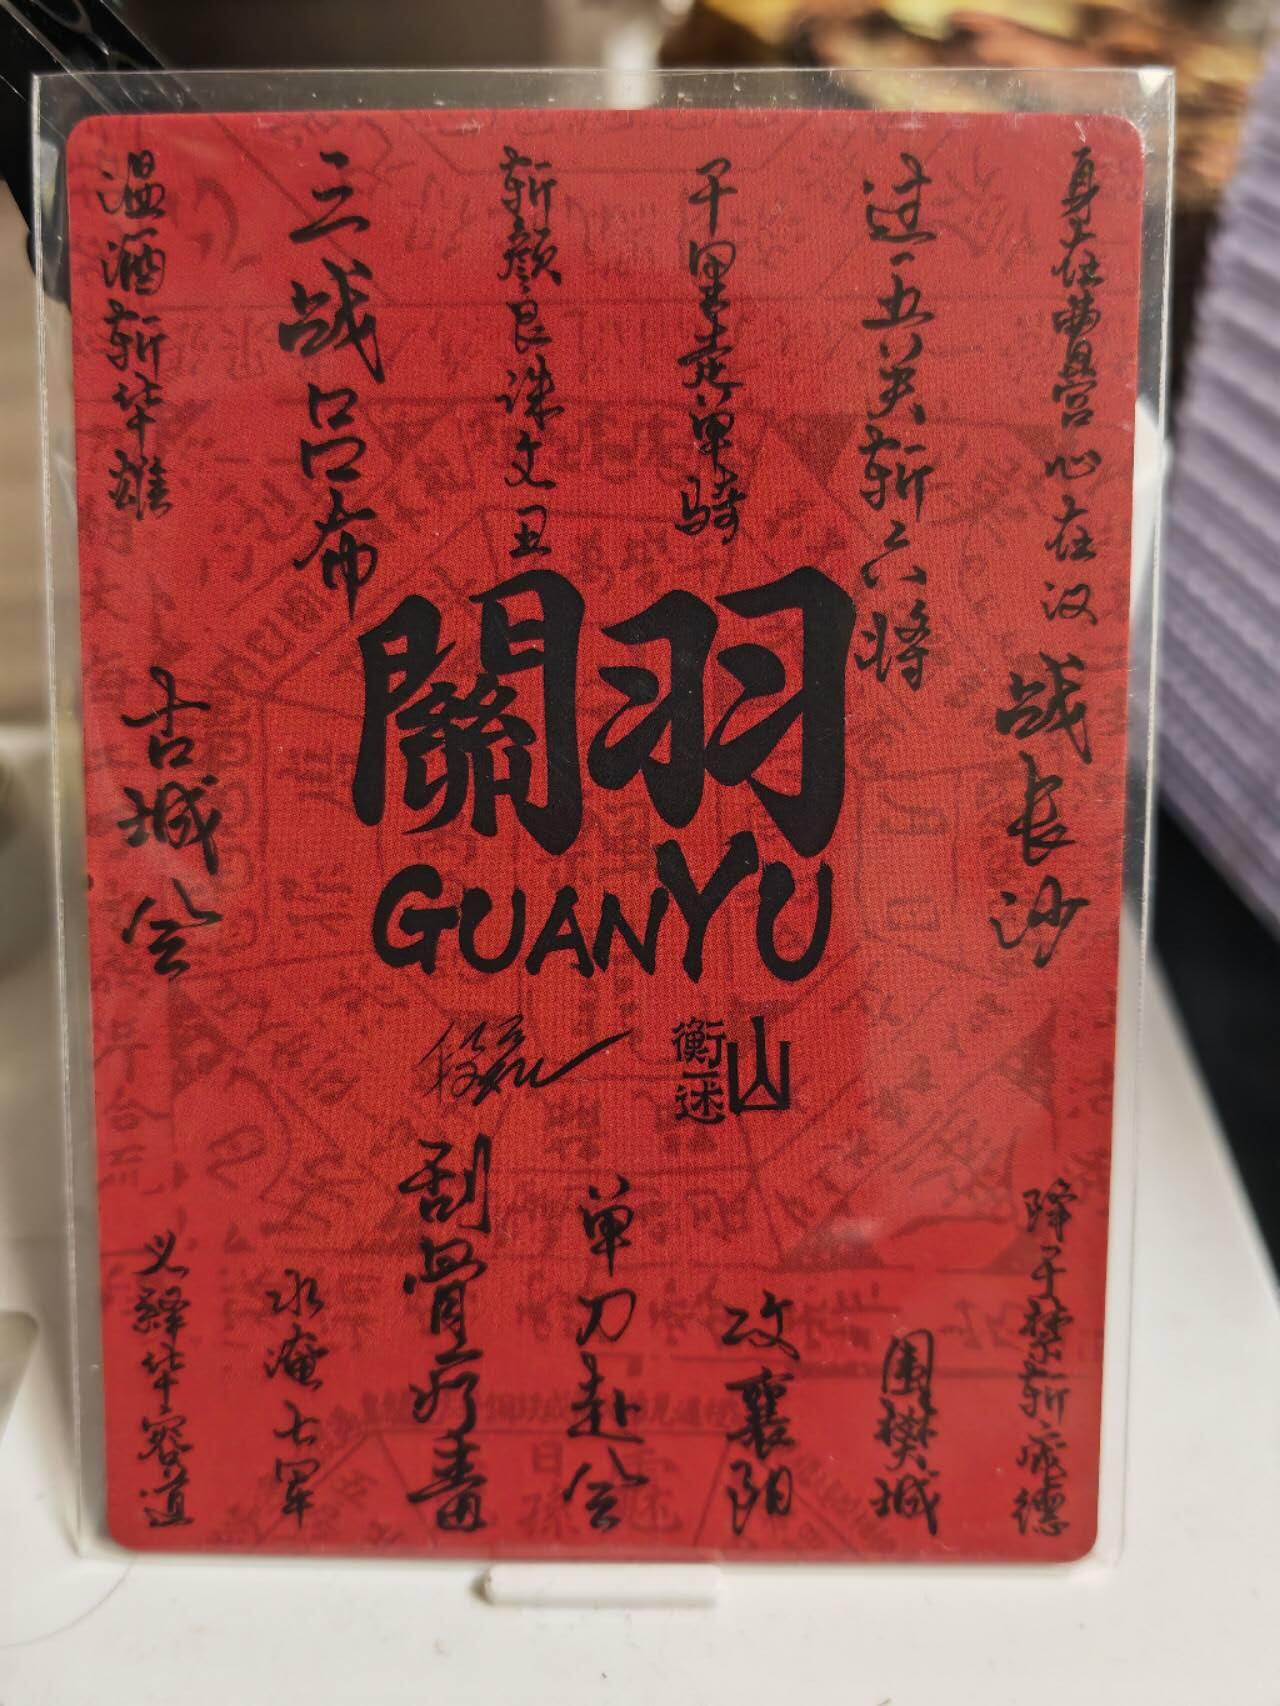 温酒斩华雄
三战吕布
斩颜良诛文丑
千里走单骑
过五关斩六将
身在曹营心在汉
關羽
GUANYU
古城会
战长沙
衡山
迷
义释华容道
水淹七军
刮骨疗毒
单刀赴会
攻襄阳
围樊城
降于禁斩庞德